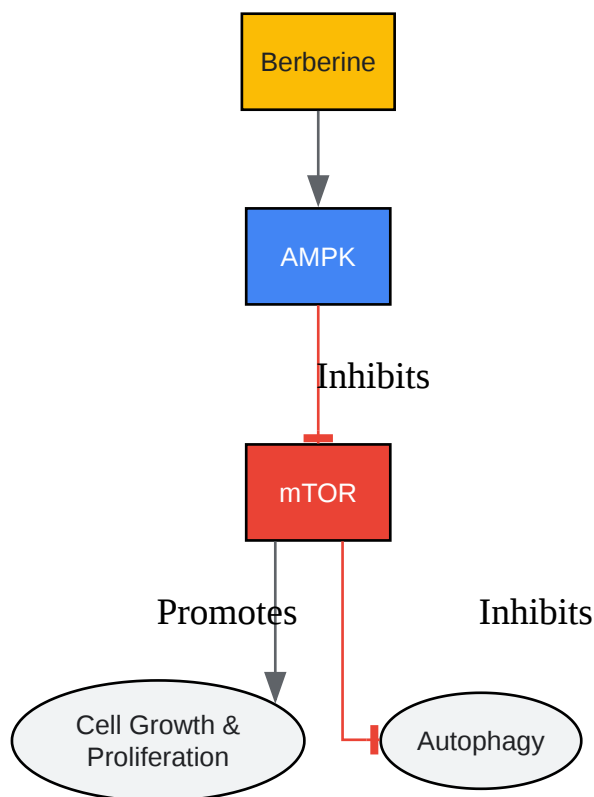 Berberine
AMPK
Inhibits
mTOR
Promotes
Inhibits
Cell Growth &
Proliferation
Autophagy